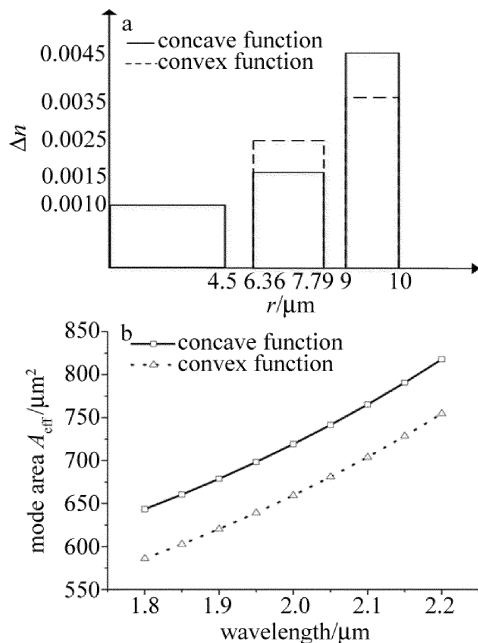 a
concave function
convex function
0.0045
0.0035
0.0025
0.0015
0.0010
Δn
4.5 6.36 7.79 9 10
r/μm
b
concave function
convex function
850
800
750
700
650
600
550
mode area A_eff/μm²
1.8 1.9 2.0 2.1 2.2
wavelength/μm